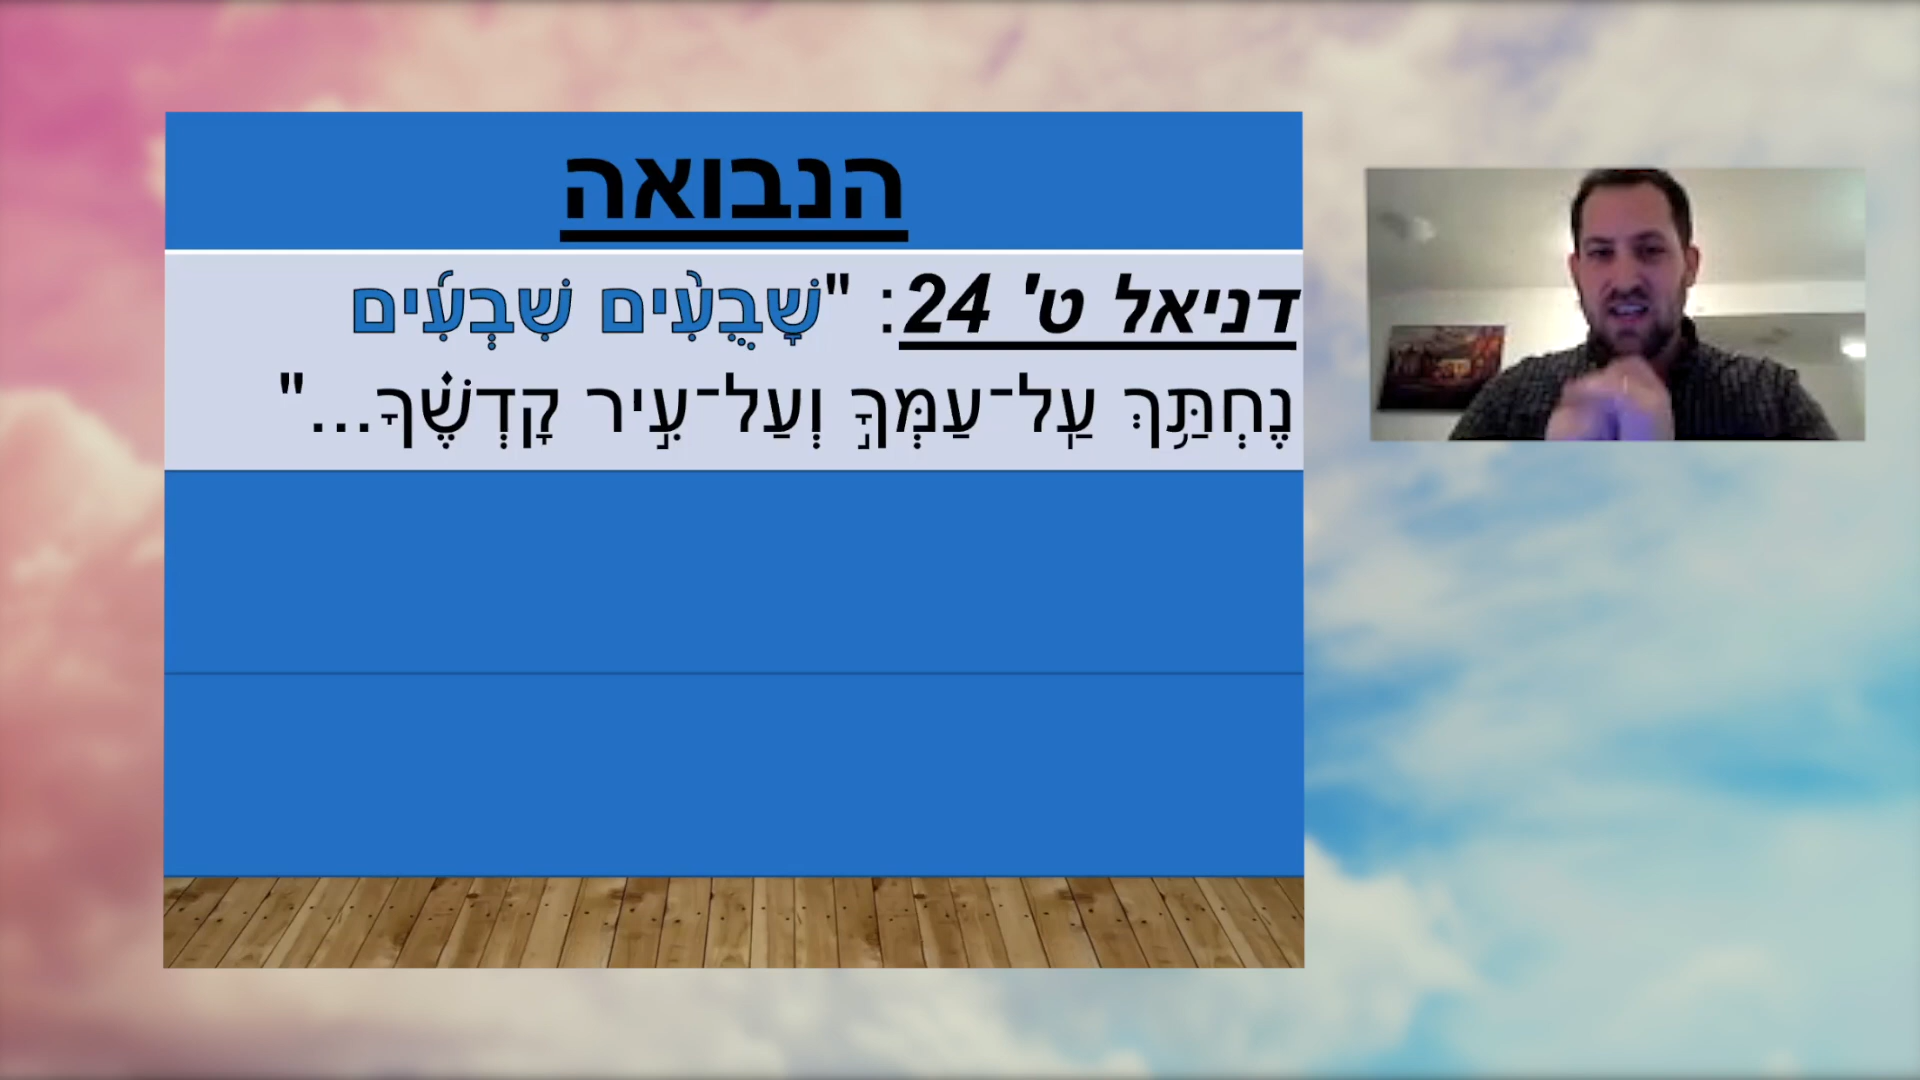 הנבואה
דניאל ט' 24: "שָׁבֻעִ֨ים שִׁבְעִ֜ים
נֶחְתַּ֥ךְ עַֽל־עַמְּךָ֣ וְעַל־עִ֣יר קָדְשֶׁ֗ךָ..."